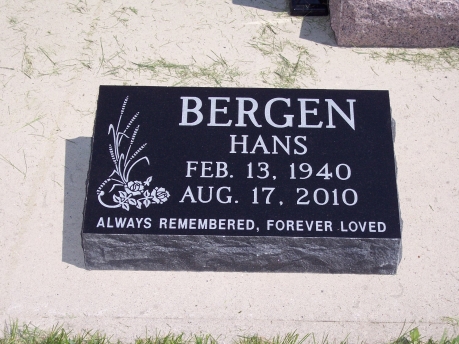 BERGEN
HANS
FEB. 13, 1940
AUG. 17, 2010
ALWAYS REMEMBERED, FOREVER LOVED